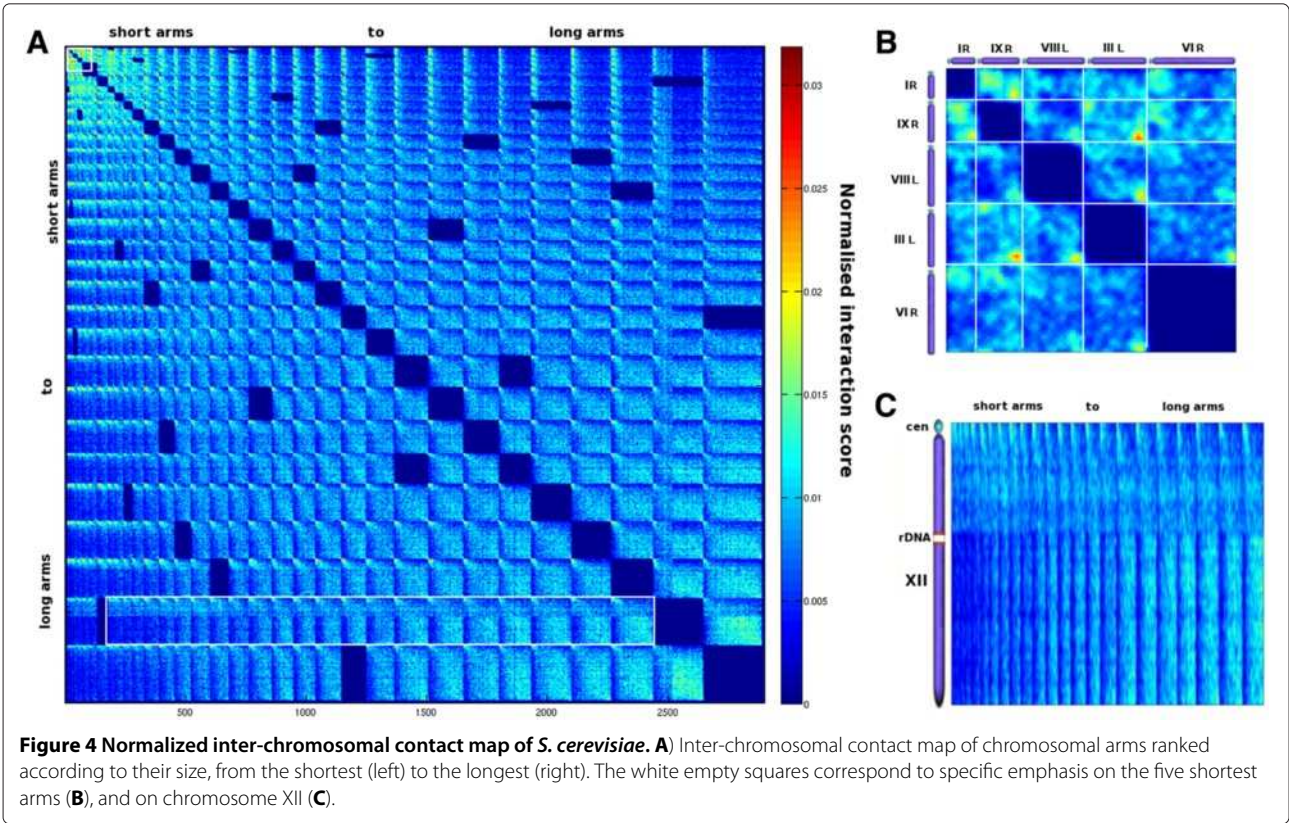 A
short arms to long arms
short arms
to
long arms
500 1000 1500 2000 2500
0.03
0.025
0.02
0.015
0.01
0.005
0
Normalised interaction score
B
IR IXR VIII L III L VI R
IR
IX R
VIII L
III L
VI R
C
short arms to long arms
cen
rDNA
XII
Figure 4 Normalized inter-chromosomal contact map of S. cerevisiae. A) Inter-chromosomal contact map of chromosomal arms ranked
according to their size, from the shortest (left) to the longest (right). The white empty squares correspond to specific emphasis on the five shortest
arms (B), and on chromosome XII (C).